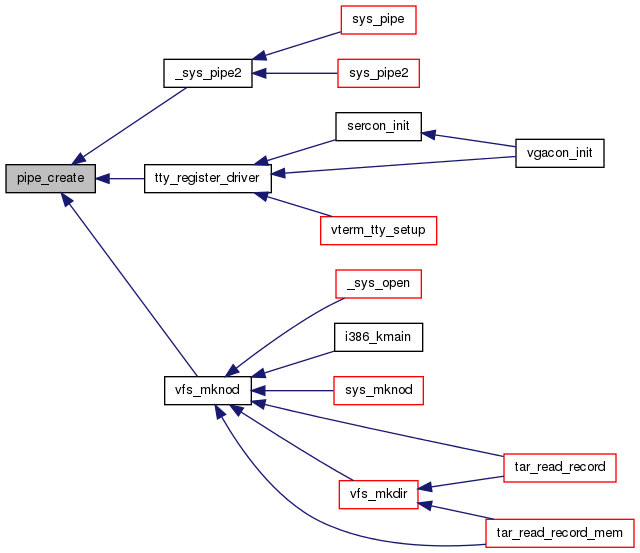 sys_pipe
_sys_pipe2
sys_pipe2
sercon_init
vgacon_init
pipe_create
tty_register_driver
vterm_tty_setup
_sys_open
i386_kmain
vfs_mknod
sys_mknod
tar_read_record
vfs_mkdir
tar_read_record_mem